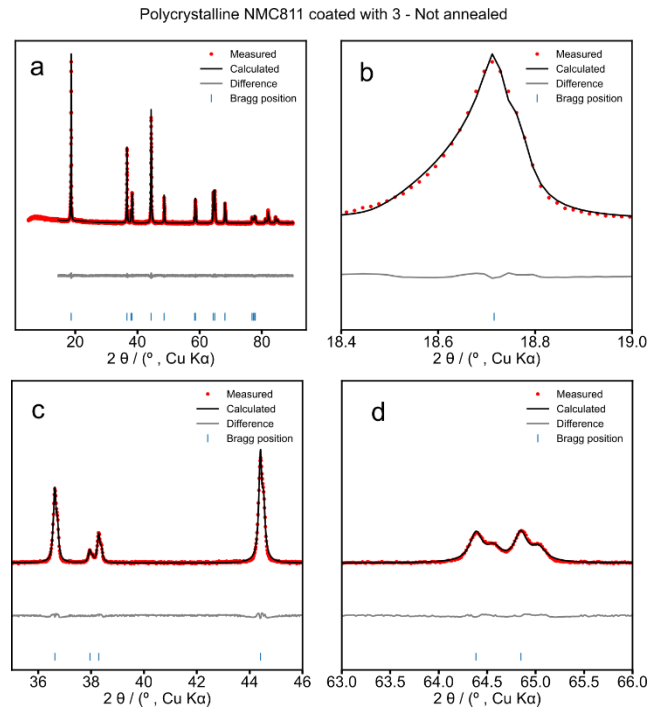 Polycrystalline NMC811 coated with 3 - Not annealed
a
Measured
Calculated
Difference
Bragg position
20 40 60 80
2 θ / (º , Cu Kα)
b
Measured
Calculated
Difference
Bragg position
18.4 18.6 18.8 19.0
2 θ / (º , Cu Kα)
c
Measured
Calculated
Difference
Bragg position
36 38 40 42 44 46
2 θ / (º , Cu Kα)
d
Measured
Calculated
Difference
Bragg position
63.0 63.5 64.0 64.5 65.0 65.5 66.0
2 θ / (º , Cu Kα)